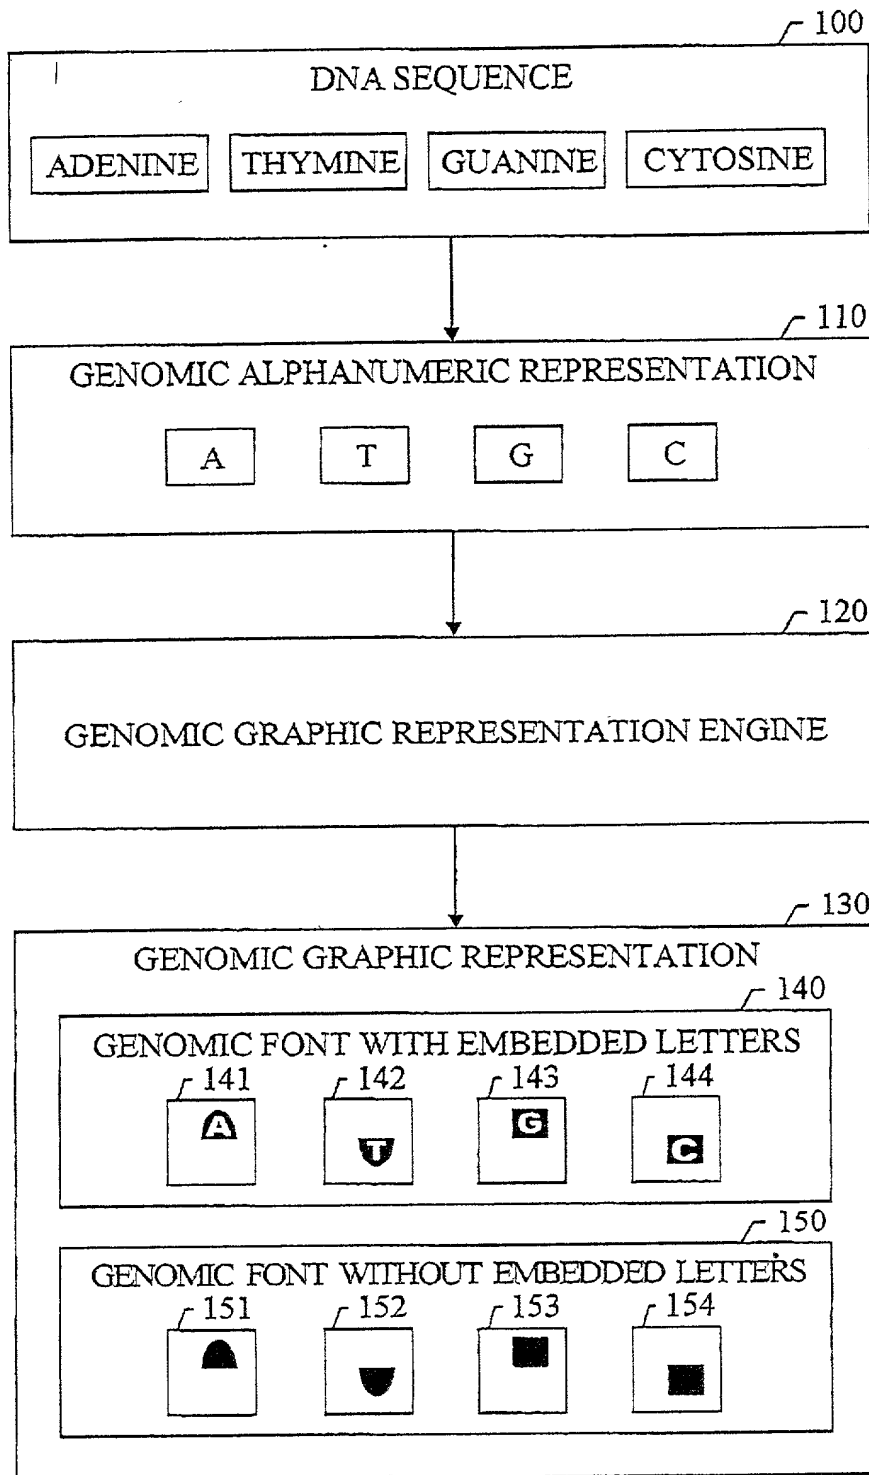 100
DNA SEQUENCE
ADENINE THYMINE GUANINE CYTOSINE
110
GENOMIC ALPHANUMERIC REPRESENTATION
A T G C
120
GENOMIC GRAPHIC REPRESENTATION ENGINE
130
GENOMIC GRAPHIC REPRESENTATION
140
GENOMIC FONT WITH EMBEDDED LETTERS
141 142 143 144
A T G C
150
GENOMIC FONT WITHOUT EMBEDDED LETTERS
151 152 153 154